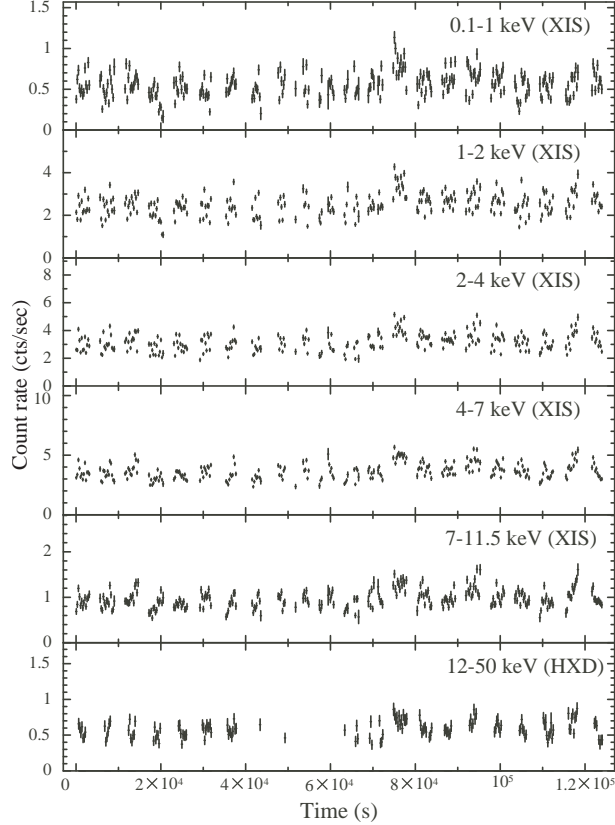 1.5
0.1-1 keV (XIS)
1
0.5
0
1-2 keV (XIS)
4
2
0
8
2-4 keV (XIS)
6
4
2
0
10
4-7 keV (XIS)
5
0
7-11.5 keV (XIS)
2
1
0
1.5
12-50 keV (HXD)
1
0.5
0
Count rate (cts/sec)
0 2×10⁴ 4×10⁴ 6×10⁴ 8×10⁴ 10⁵ 1.2×10⁵
Time (s)